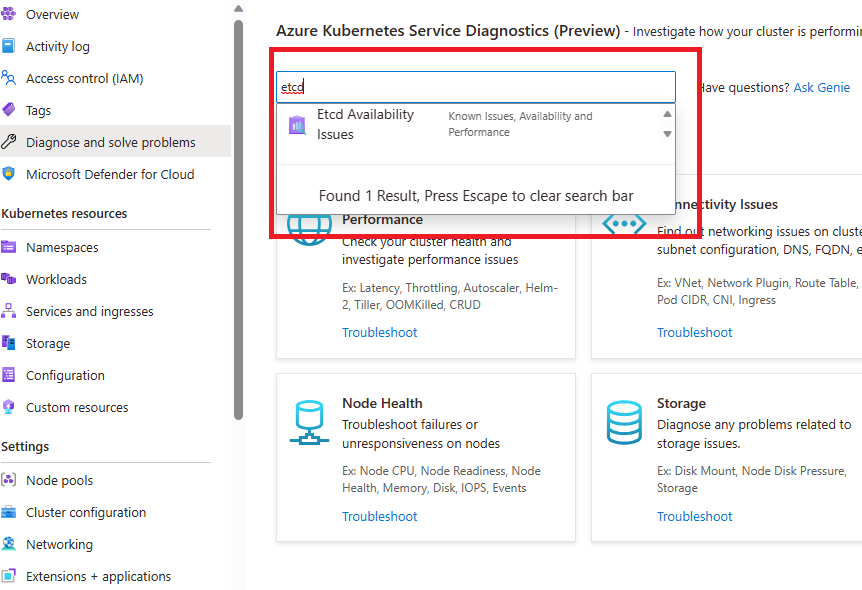 Overview
Activity log
Access control (IAM)
Tags
Diagnose and solve problems
Microsoft Defender for Cloud
Kubernetes resources
Namespaces
Workloads
Services and ingresses
Storage
Configuration
Custom resources
Settings
Node pools
Cluster configuration
Networking
Extensions + applications
Azure Kubernetes Service Diagnostics (Preview) - Investigate how your cluster is performin
etcd
Have questions? Ask Genie
Etcd Availability
Issues
Known Issues, Availability and
Performance
Found 1 Result, Press Escape to clear search bar
Performance
Check your cluster health and
investigate performance issues
Ex: Latency, Throttling, Autoscaler, Helm-
2, Tiller, OOMKilled, CRUD
Troubleshoot
nnectivity Issues
Find out networking issues on cluste
subnet configuration, DNS, FQDN, e
Ex: VNet, Network Plugin, Route Table,
Pod CIDR, CNI, Ingress
Troubleshoot
Node Health
Troubleshoot failures or
unresponsiveness on nodes
Ex: Node CPU, Node Readiness, Node
Health, Memory, Disk, IOPS, Events
Troubleshoot
Storage
Diagnose any problems related to
storage issues.
Ex: Disk Mount, Node Disk Pressure,
Storage
Troubleshoot